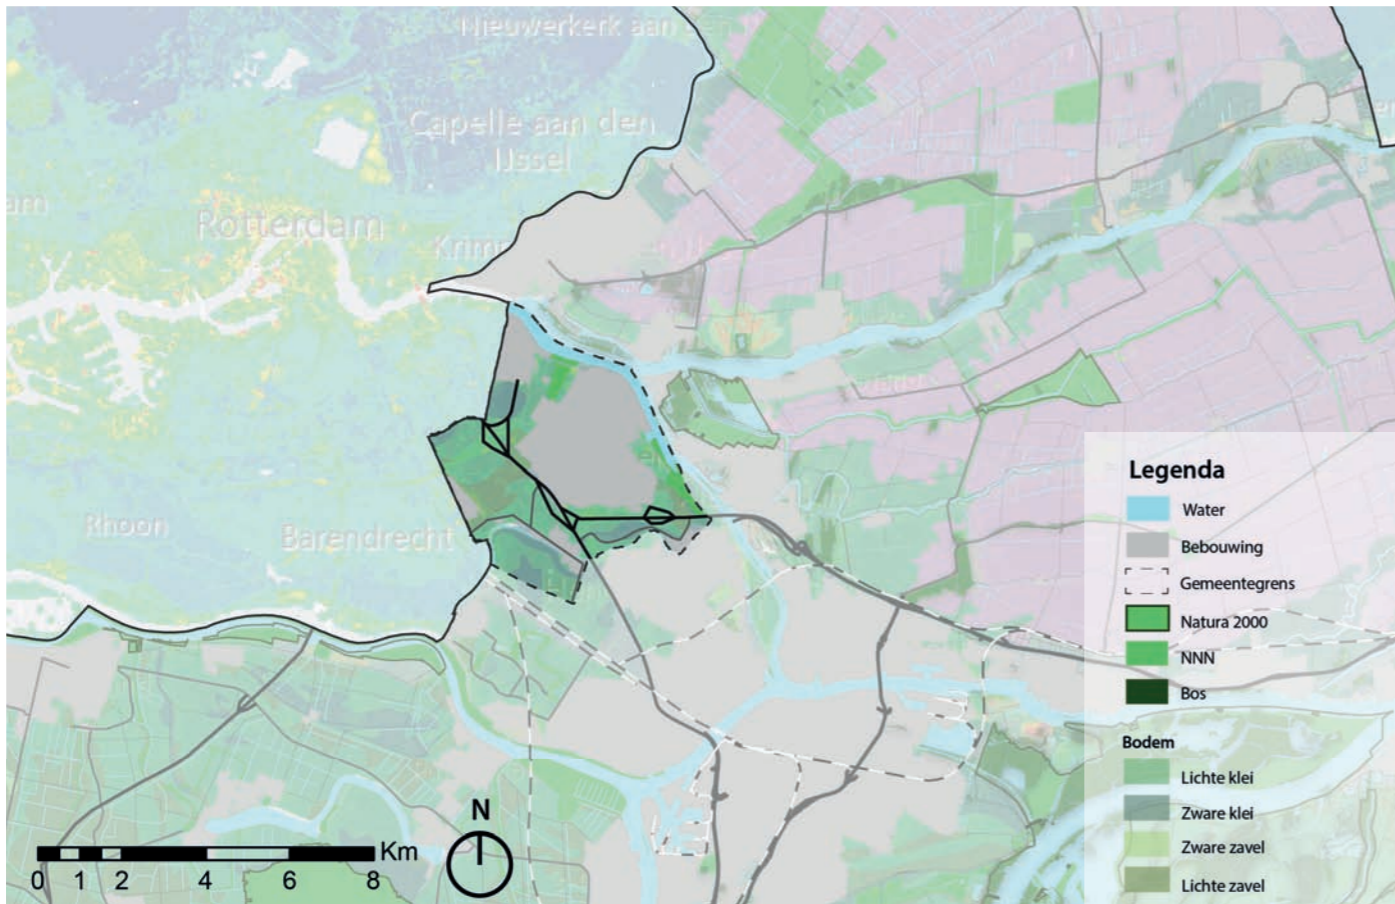 Nieuwerkerk aan den
Capelle aan den
IJssel
Rotterdam
Rhoon
Barendrecht
Legenda
Water
Bebouwing
Gemeentegrens
Natura 2000
NNN
Bos
Bodem
Lichte klei
Zware klei
Zware zavel
Lichte zavel
N
Km
0 1 2 4 6 8